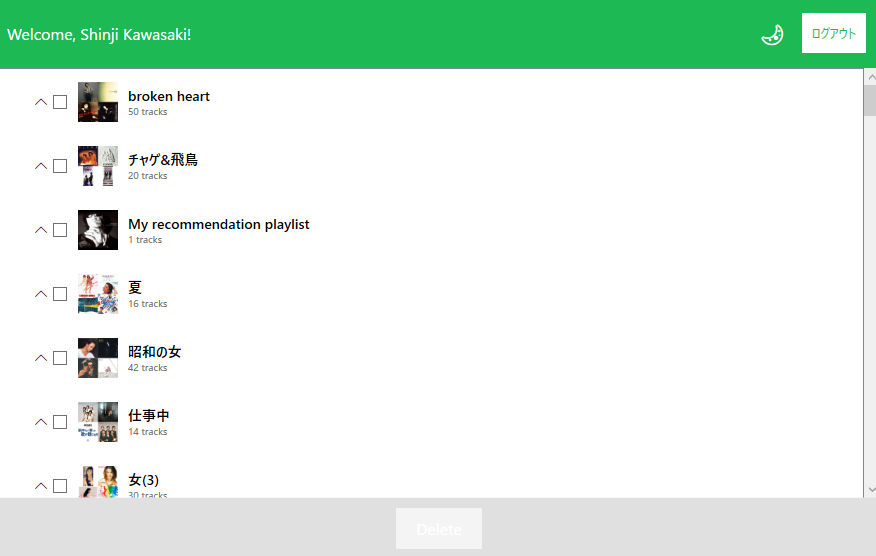 Welcome, Shinji Kawasaki!
ログアウト
broken heart
50 tracks
チャゲ&飛鳥
20 tracks
My recommendation playlist
1 tracks
夏
16 tracks
昭和の女
42 tracks
仕事中
14 tracks
女(3)
30 tracks
Delete